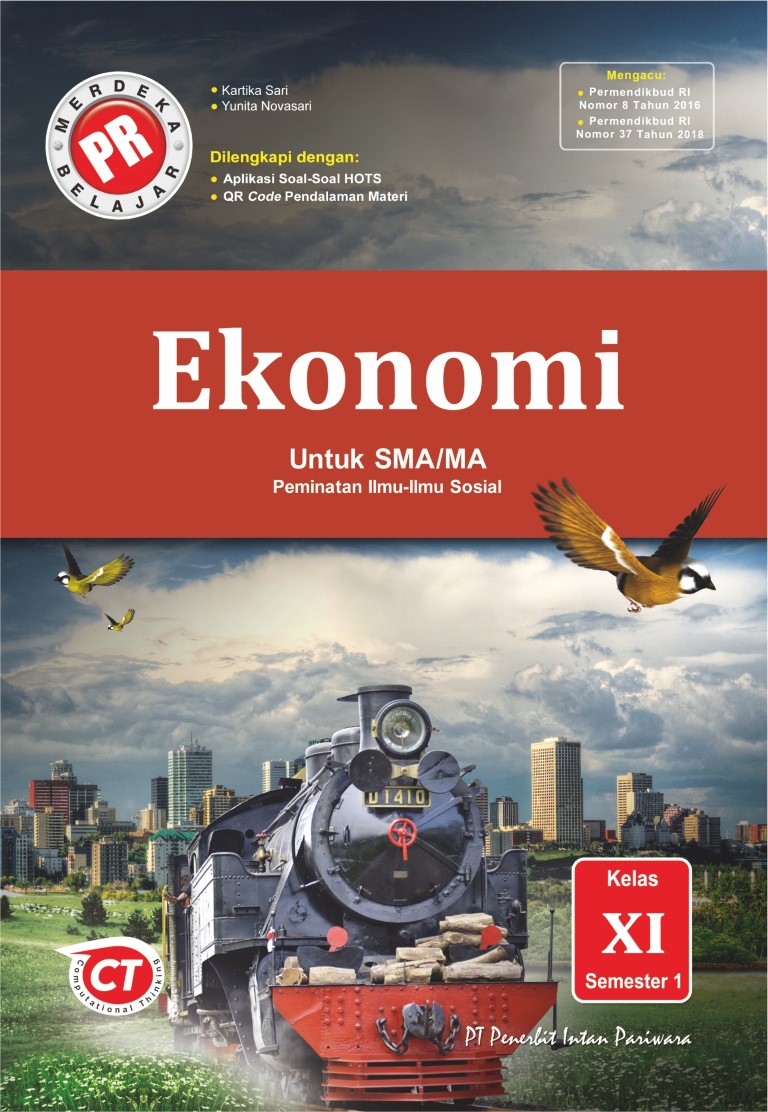 MERDEKA
PR
BELAJAR
• Kartika Sari
• Yunita Novasari
Dilengkapi dengan:
• Aplikasi Soal-Soal HOTS
• QR Code Pendalaman Materi
Mengacu:
• Permendikbud RI
Nomor 8 Tahun 2016
• Permendikbud RI
Nomor 37 Tahun 2018
Ekonomi
Untuk SMA/MA
Peminatan Ilmu-Ilmu Sosial
D 1410
Kelas
XI
Semester 1
CT
Computational Thinking
PT Penerbit Intan Pariwara